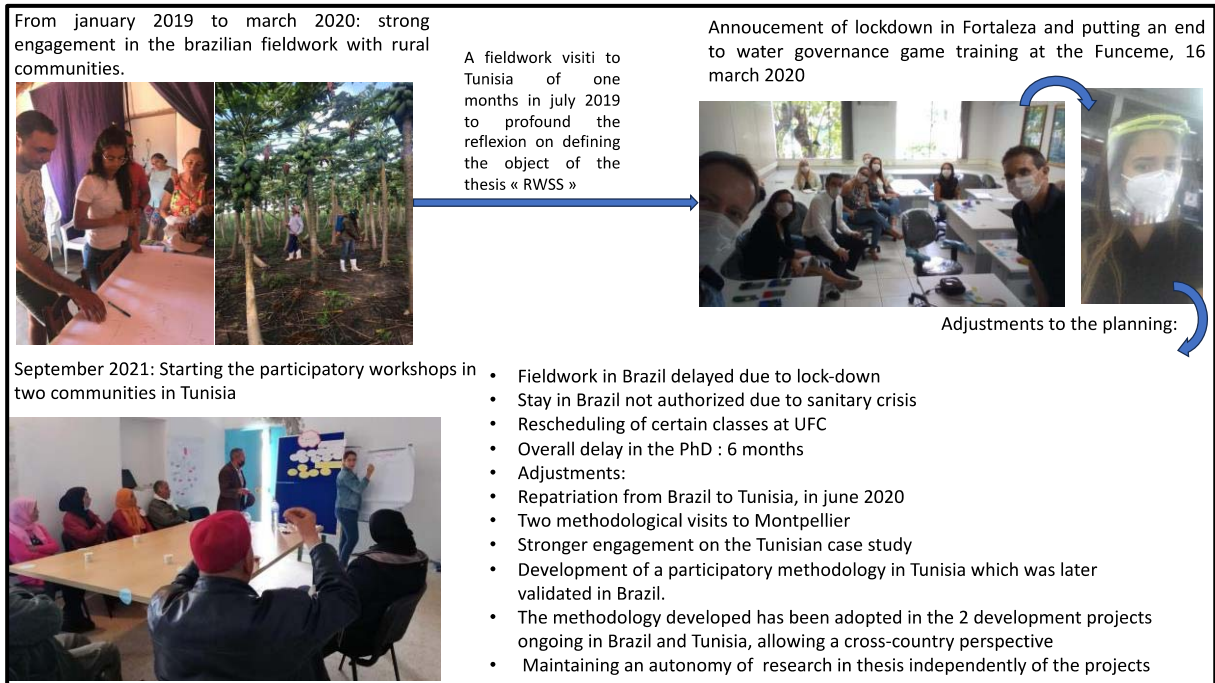 From january 2019 to march 2020: strong
engagement in the brazilian fieldwork with rural
communities.
A fieldwork visiti to
Tunisia of one
months in july 2019
to profound the
reflexion on defining
the object of the
thesis « RWSS »
Annoucement of lockdown in Fortaleza and putting an end
to water governance game training at the Funceme, 16
march 2020
Adjustments to the planning:
September 2021: Starting the participatory workshops in
two communities in Tunisia
• Fieldwork in Brazil delayed due to lock-down
• Stay in Brazil not authorized due to sanitary crisis
• Rescheduling of certain classes at UFC
• Overall delay in the PhD : 6 months
• Adjustments:
• Repatriation from Brazil to Tunisia, in june 2020
• Two methodological visits to Montpellier
• Stronger engagement on the Tunisian case study
• Development of a participatory methodology in Tunisia which was later
validated in Brazil.
• The methodology developed has been adopted in the 2 development projects
ongoing in Brazil and Tunisia, allowing a cross-country perspective
• Maintaining an autonomy of research in thesis independently of the projects